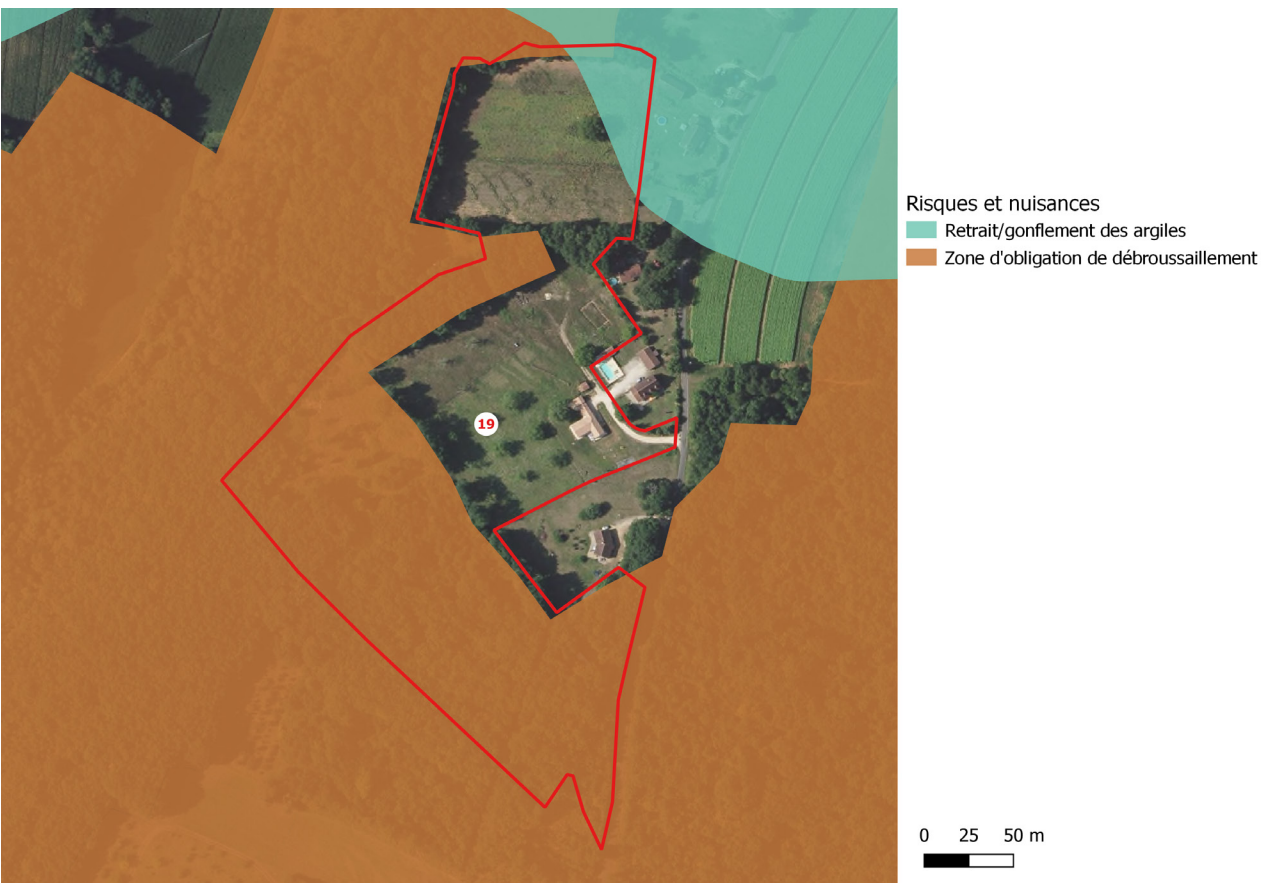 19
Risques et nuisances
Retrait/gonflement des argiles
Zone d'obligation de débroussaillement
0 25 50 m